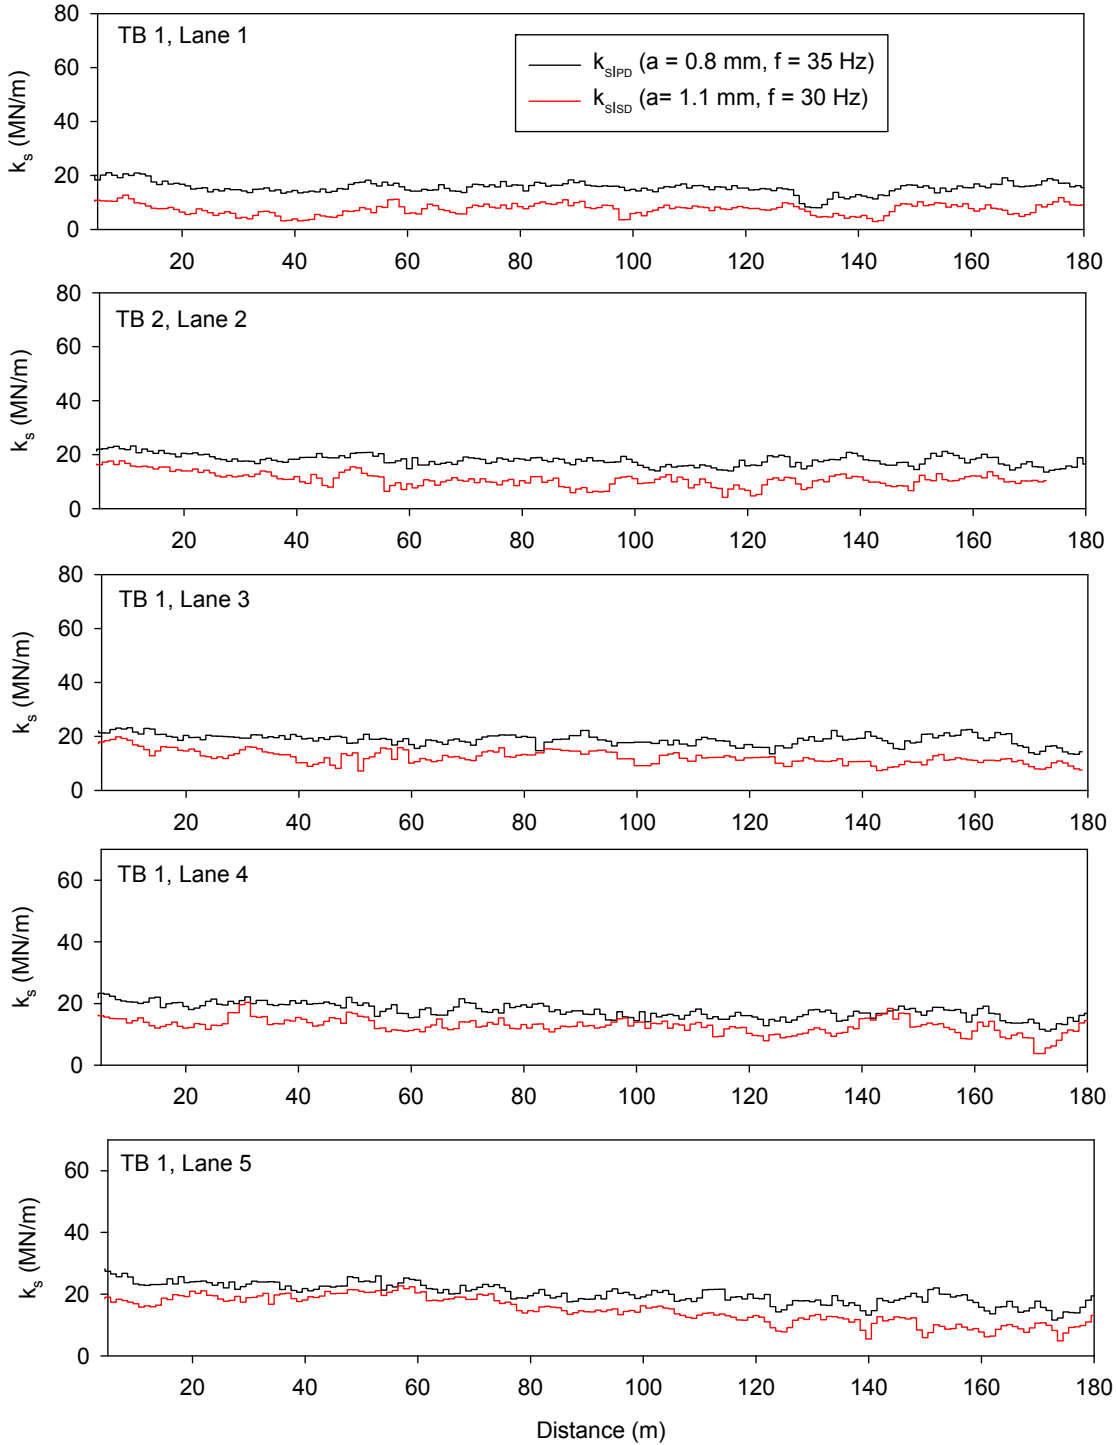 80
TB 1, Lane 1
60
40
20
0
k_s (MN/m)
k_SIPD (a = 0.8 mm, f = 35 Hz)
k_SISD (a= 1.1 mm, f = 30 Hz)
20 40 60 80 100 120 140 160 180
80
TB 2, Lane 2
60
40
20
0
k_s (MN/m)
20 40 60 80 100 120 140 160 180
80
TB 1, Lane 3
60
40
20
0
k_s (MN/m)
20 40 60 80 100 120 140 160 180
TB 1, Lane 4
60
40
20
0
k_s (MN/m)
20 40 60 80 100 120 140 160 180
TB 1, Lane 5
60
40
20
0
k_s (MN/m)
20 40 60 80 100 120 140 160 180
Distance (m)